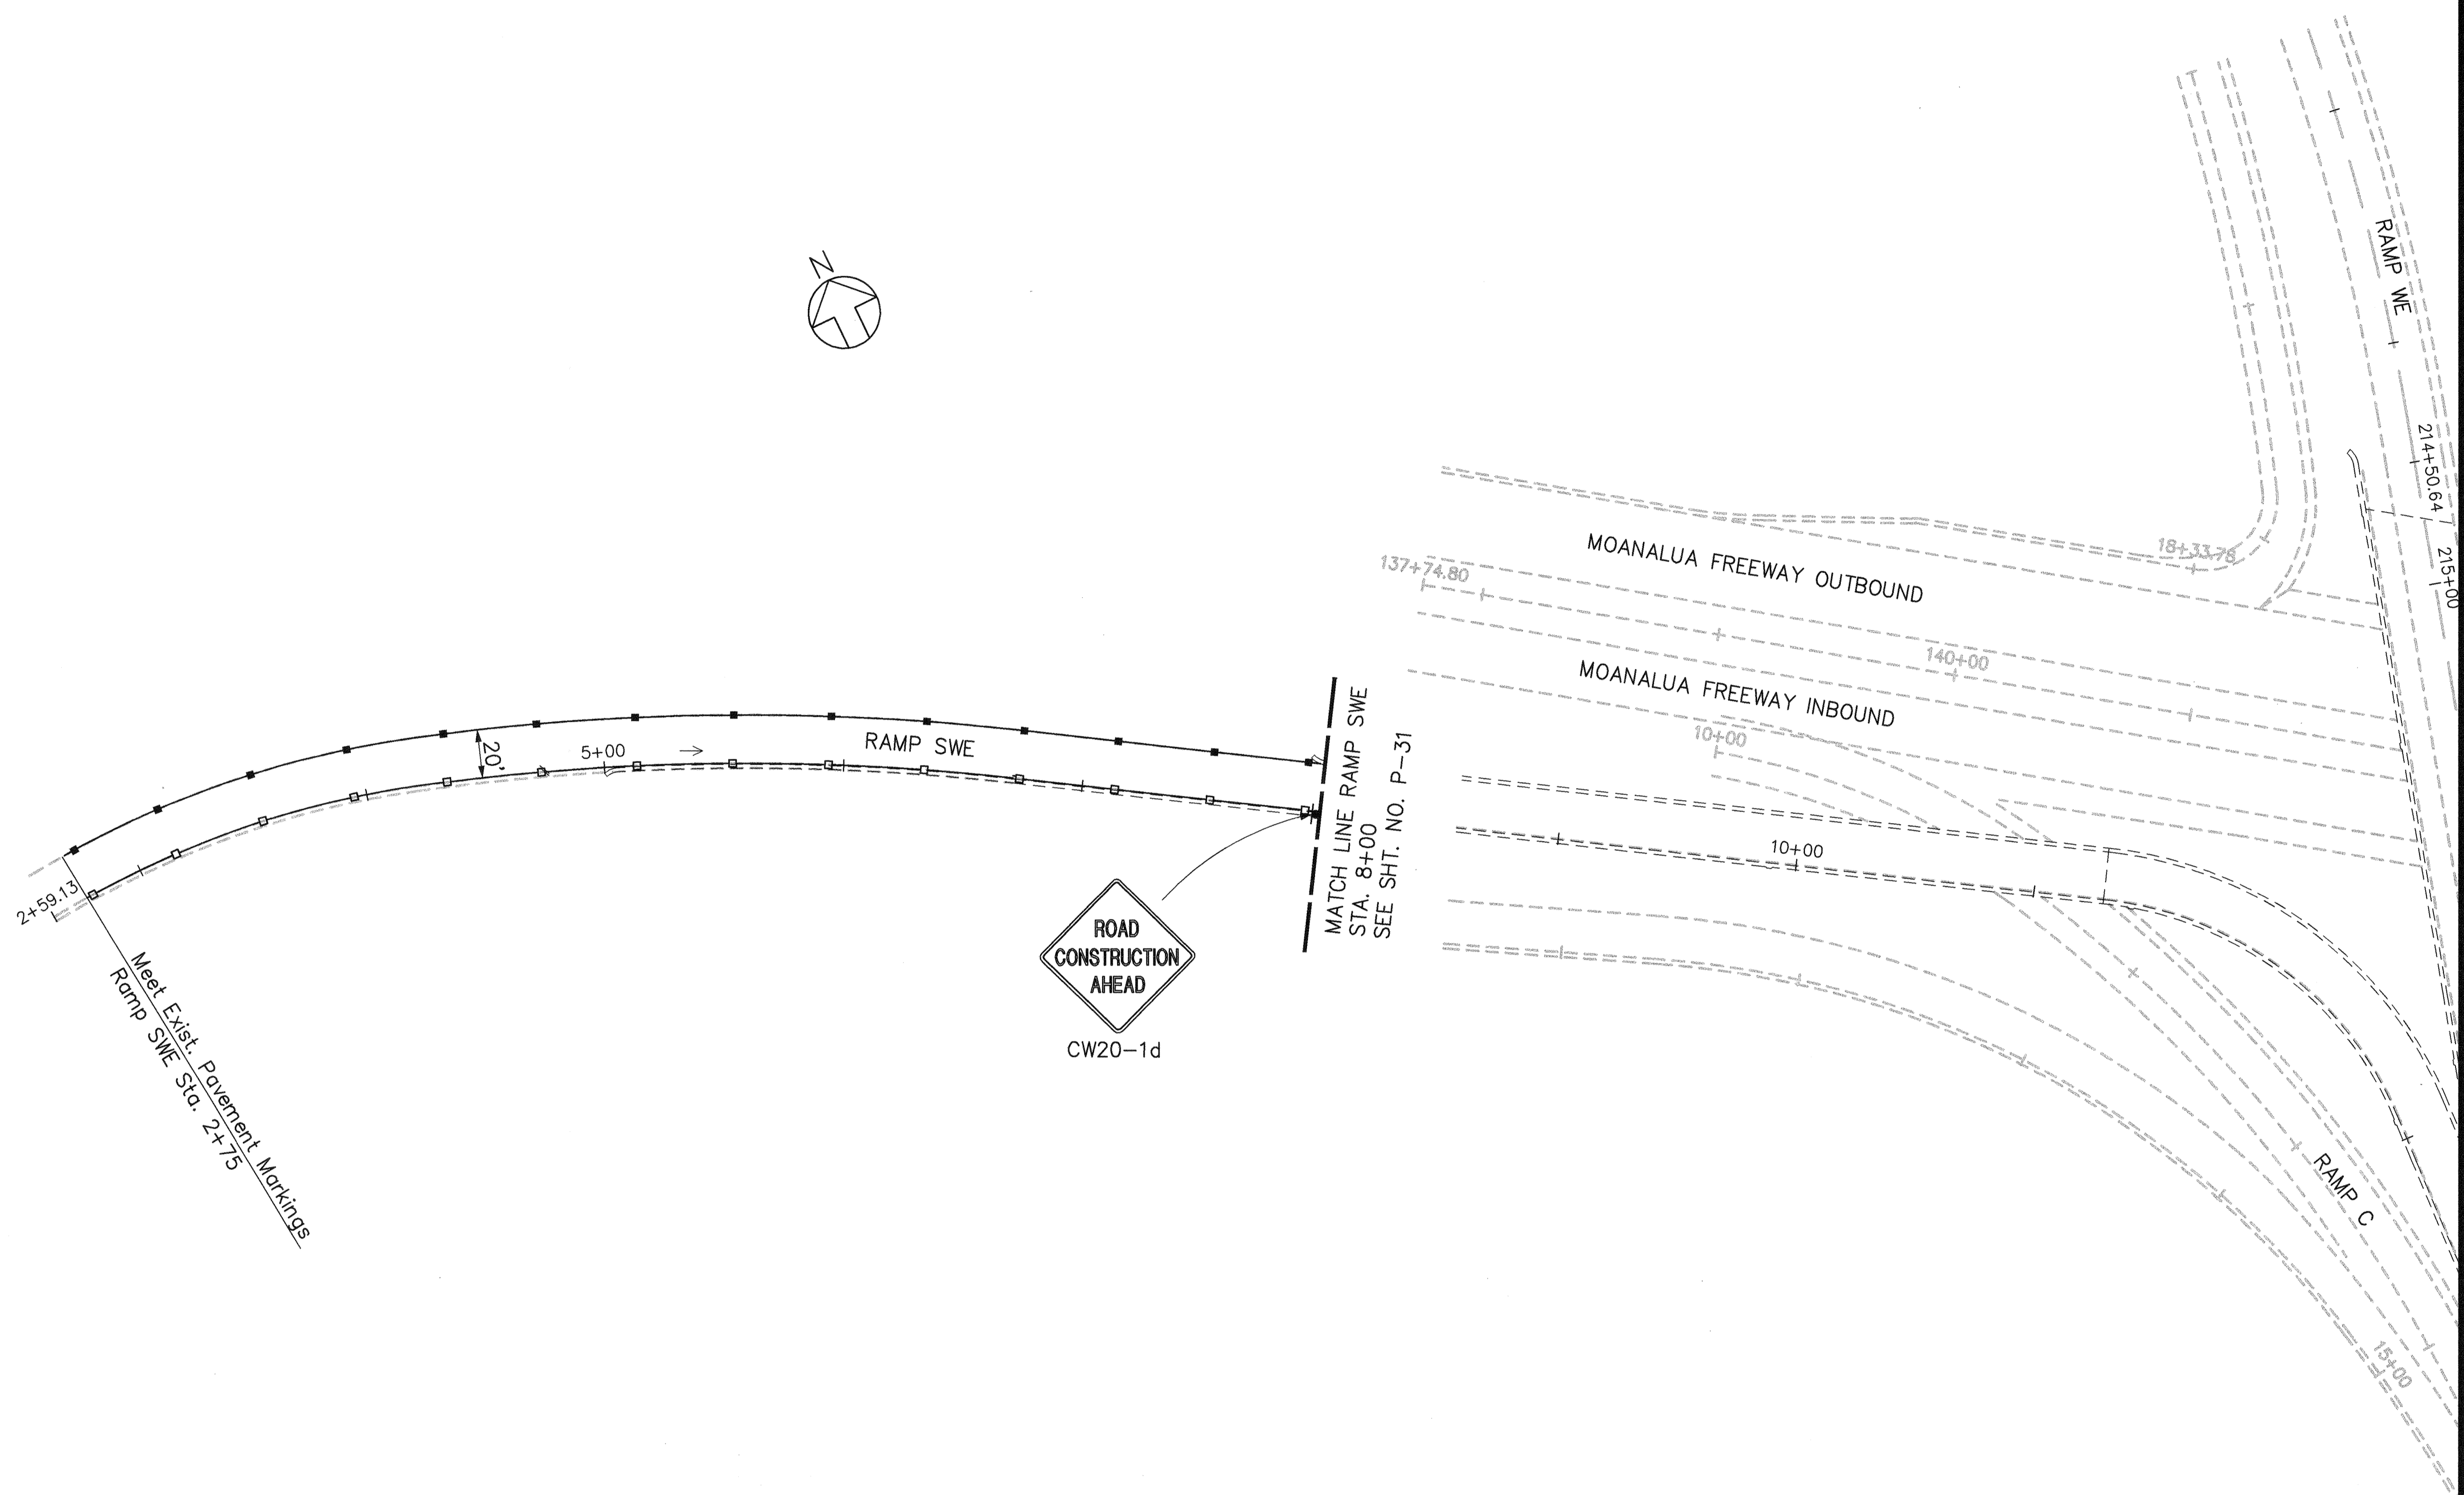 N
RAMP WE
214+50.64
215+00
MOANALUA FREEWAY OUTBOUND
18+33.78
137+74.80
140+00
MOANALUA FREEWAY INBOUND
10+00
RAMP SWE
5+00
20'
2+59.13
Meet Exist. Pavement Markings
Ramp SWE Sta. 2+75
MATCH LINE RAMP SWE
STA. 8+00
SEE SHT. NO. P-31
10+00
ROAD
CONSTRUCTION
AHEAD
CW20-1d
RAMP C
15+00